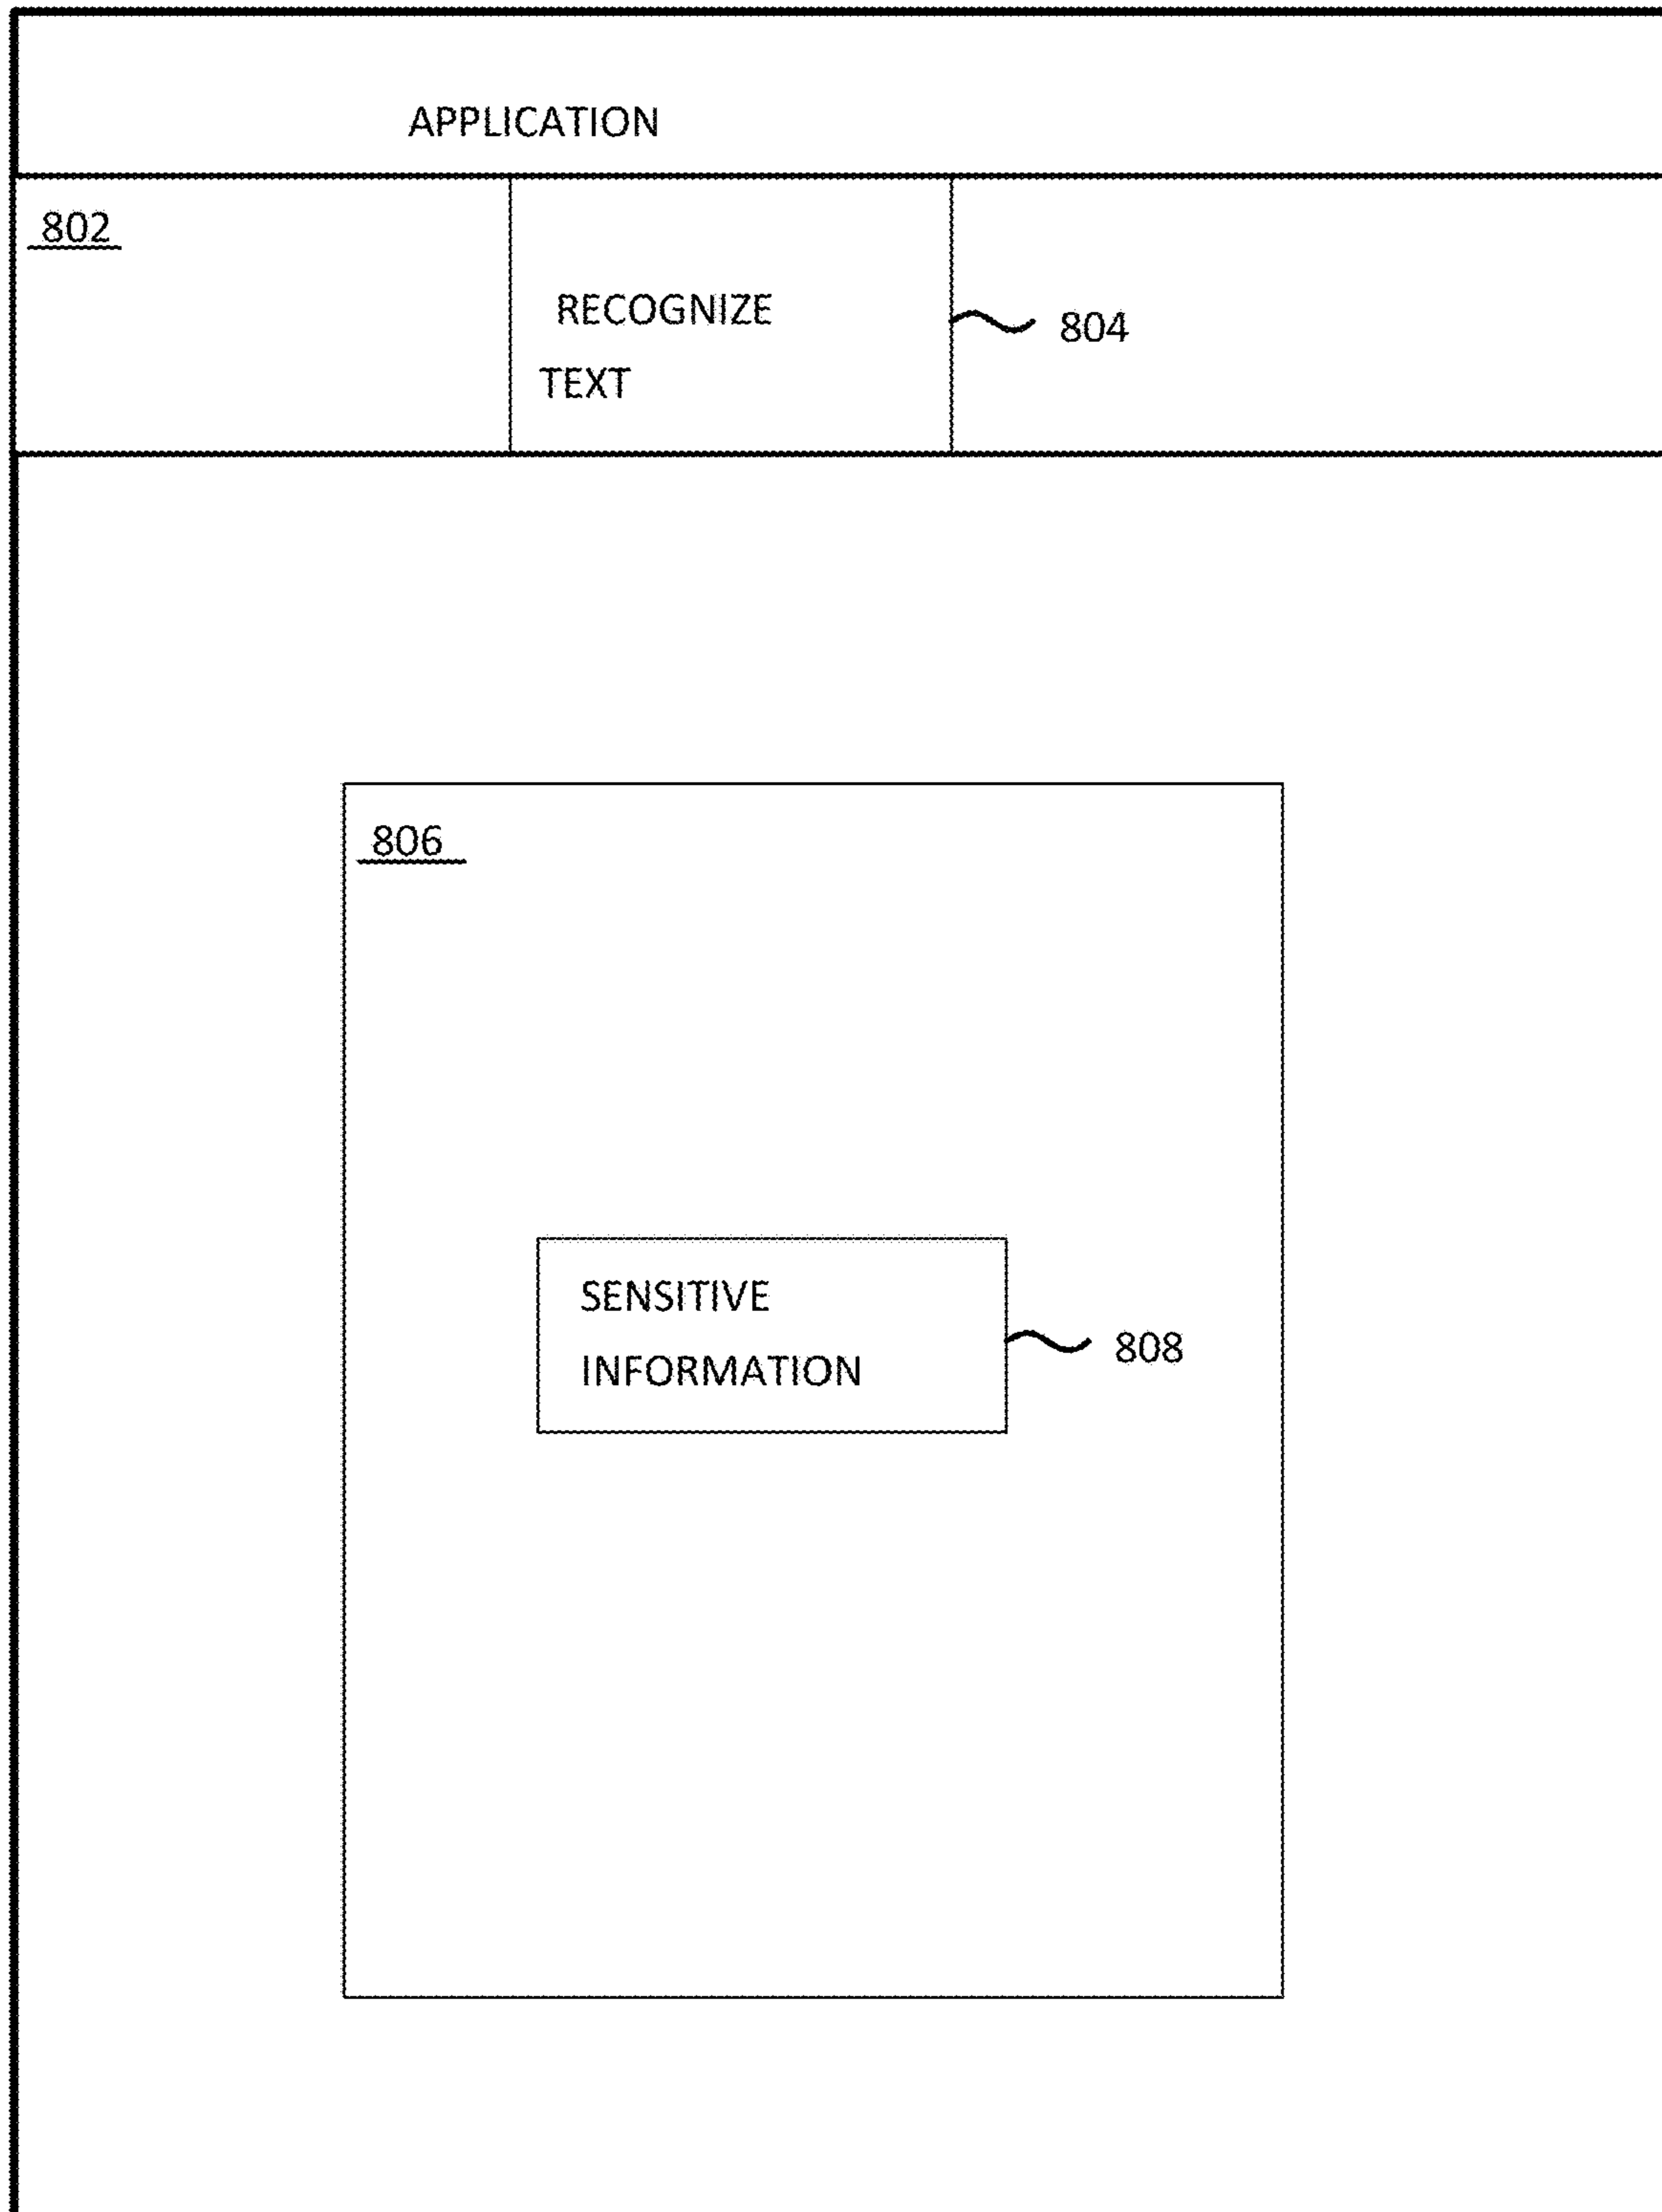 APPLICATION
802
RECOGNIZE
TEXT
804
806
SENSITIVE
INFORMATION
808